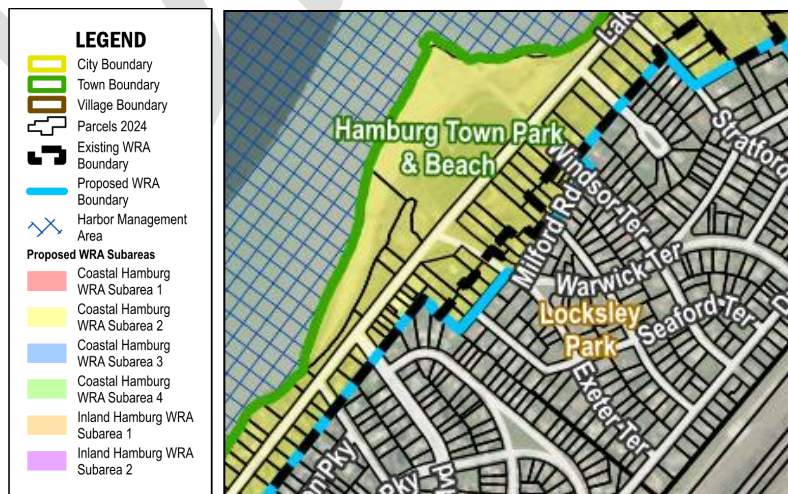 LEGEND
City Boundary
Town Boundary
Village Boundary
Parcels 2024
Existing WRA
Boundary
Proposed WRA
Boundary
Harbor Management
Area
Proposed WRA Subareas
Coastal Hamburg
WRA Subarea 1
Coastal Hamburg
WRA Subarea 2
Coastal Hamburg
WRA Subarea 3
Coastal Hamburg
WRA Subarea 4
Inland Hamburg WRA
Subarea 1
Inland Hamburg WRA
Subarea 2
Hamburg Town Park
& Beach
Windsor Ter
Milford Rd
Stratford
Warwick Ter
Locksley
Park
Seaford Ter
Exeter Ter
Pky
Pky